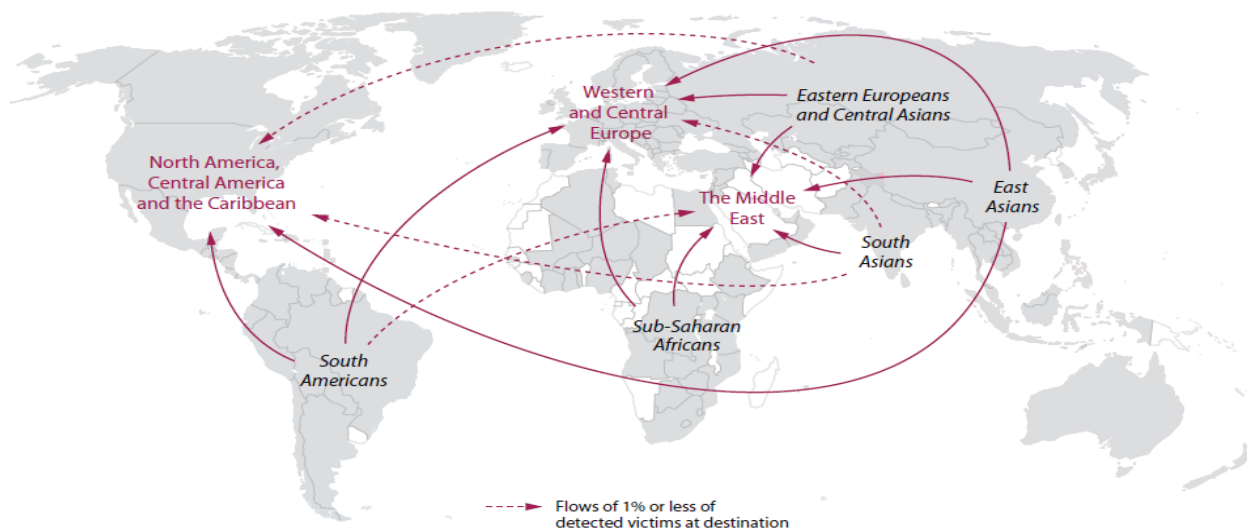 Western
and Central
Europe
Eastern Europeans
and Central Asians
North America,
Central America
and the Caribbean
The Middle
East
East
Asians
South
Asians
Sub-Saharan
Africans
South
Americans
Flows of 1% or less of
detected victims at destination